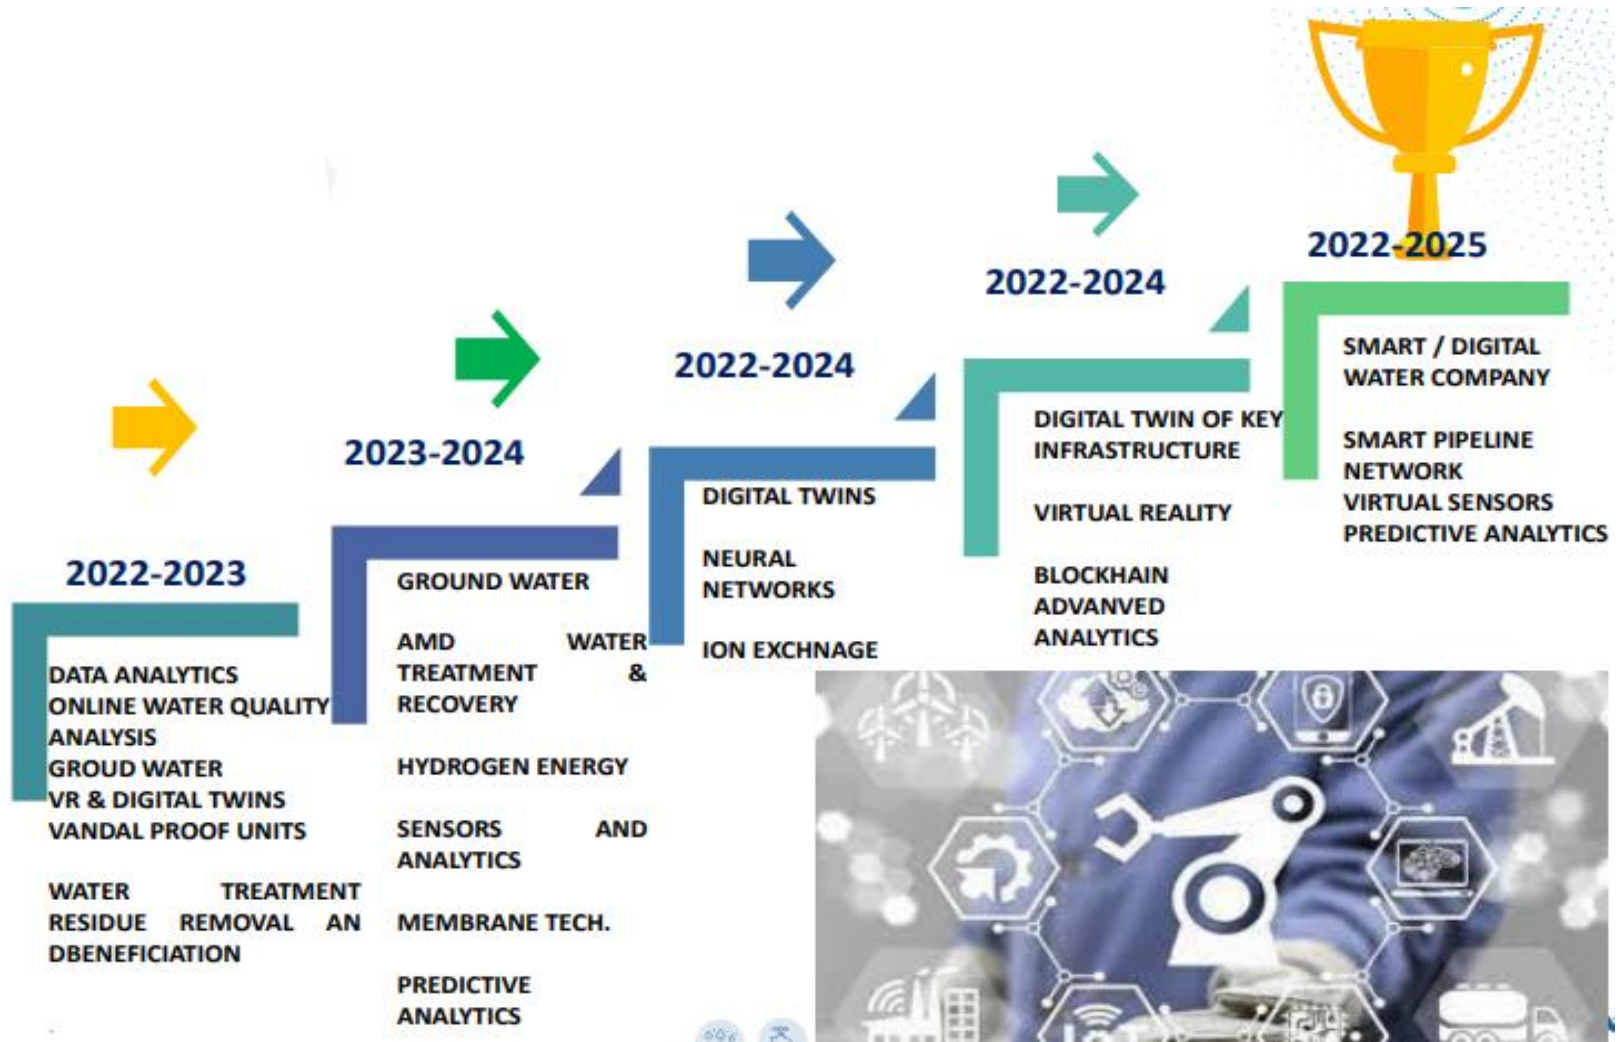 2022-2023
DATA ANALYTICS
ONLINE WATER QUALITY
ANALYSIS
GROUD WATER
VR & DIGITAL TWINS
VANDAL PROOF UNITS
WATER TREATMENT
RESIDUE REMOVAL AN
DBENEFICIATION
2023-2024
GROUND WATER
AMD WATER
TREATMENT &
RECOVERY
HYDROGEN ENERGY
SENSORS AND
ANALYTICS
MEMBRANE TECH.
PREDICTIVE
ANALYTICS
2022-2024
DIGITAL TWINS
NEURAL
NETWORKS
ION EXCHNAGE
2022-2024
DIGITAL TWIN OF KEY
INFRASTRUCTURE
VIRTUAL REALITY
BLOCKHAIN
ADVANVED
ANALYTICS
2022-2025
SMART / DIGITAL
WATER COMPANY
SMART PIPELINE
NETWORK
VIRTUAL SENSORS
PREDICTIVE ANALYTICS